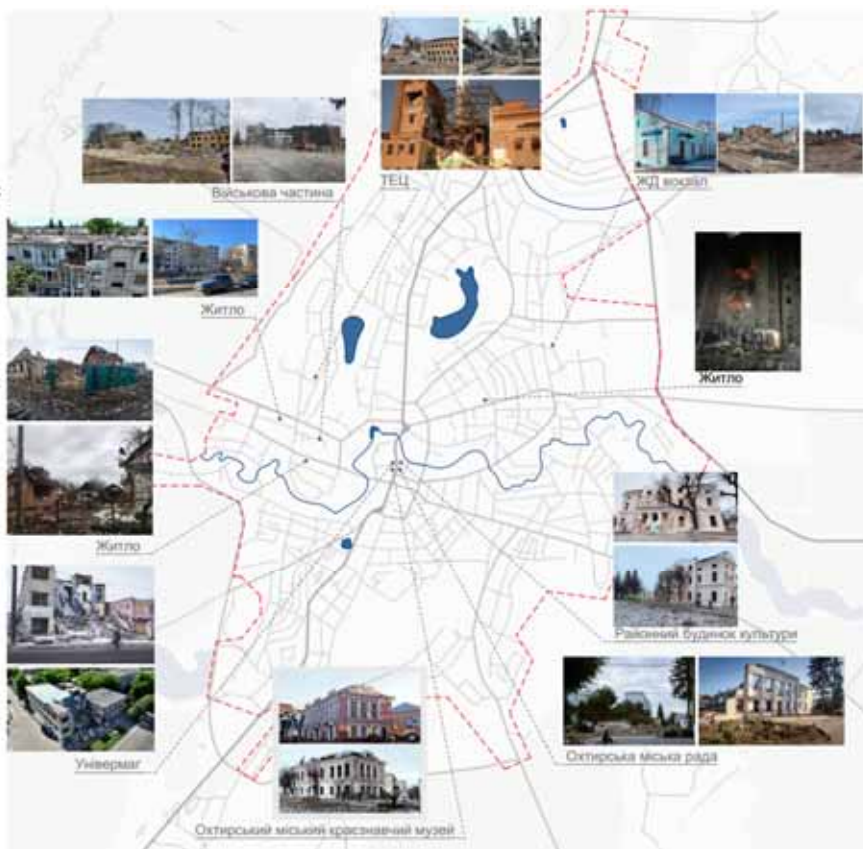 Військова частина
ТЕЦ
ЖД вокзал
Житло
Житло
Житло
Районний будинок культури
Універмаг
Охтирська міська рада
Охтирський міський краєзнавчий музей